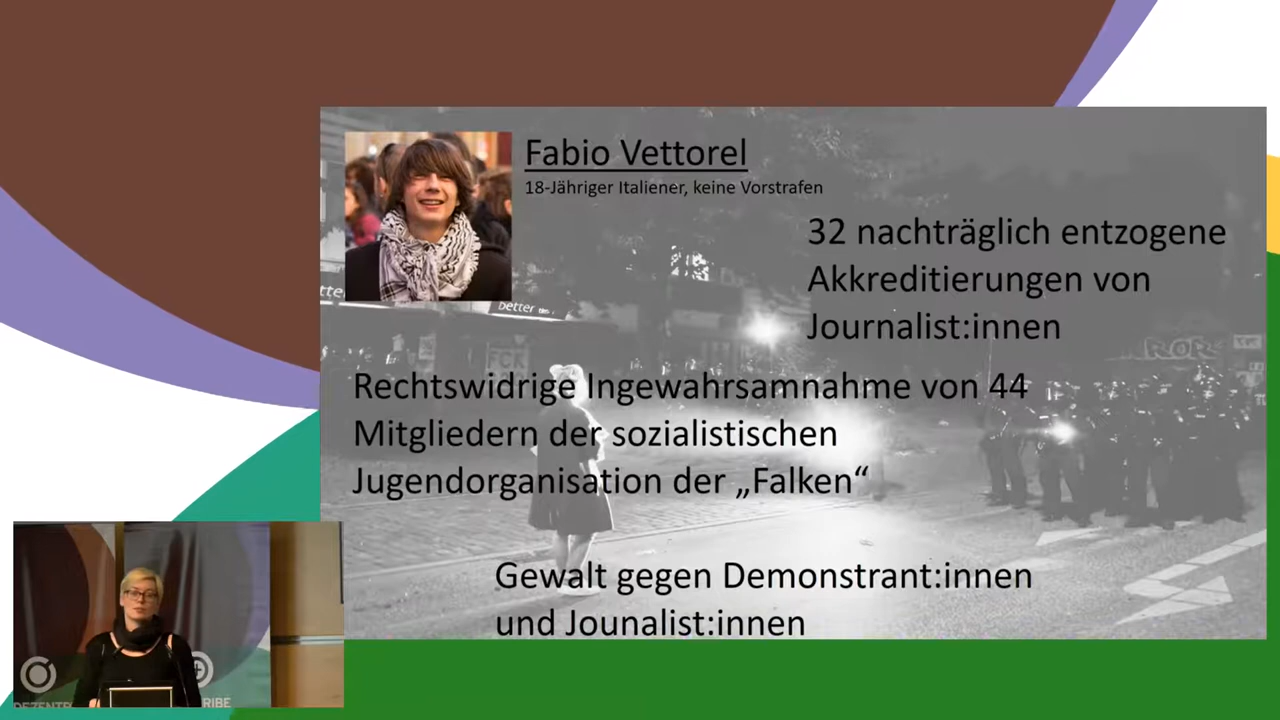 Fabio Vettorel
18-Jähriger Italiener, keine Vorstrafen
32 nachträglich entzogene
Akkreditierungen von
Journalist:innen
better
Rechtswidrige Ingewahrsamnahme von 44
Mitgliedern der sozialistischen
Jugendorganisation der „Falken“
Gewalt gegen Demonstrant:innen
und Jounalist:innen